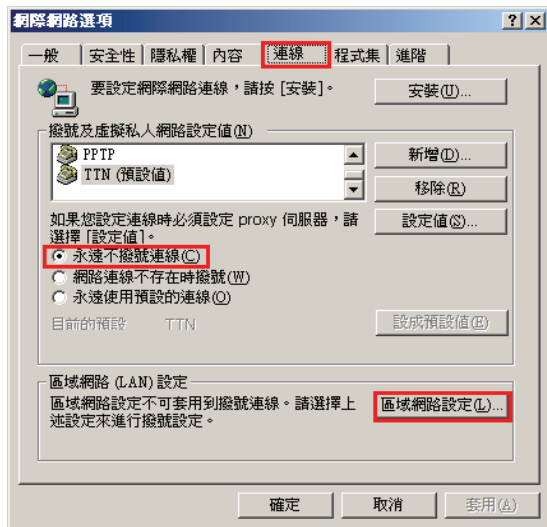 網際網路選項
一般 安全性 隱私權 內容 連線 程式集 進階
要設定網際網路連線，請按 [安裝]。
安裝(U)...
撥號及虛擬私人網路設定值(N)
PPTP
TTN (預設值)
新增(D)...
移除(R)
如果您設定連線時必須設定 proxy 伺服器，請
選擇 [設定值]。
設定值(S)...
永遠不撥號連線(C)
網路連線不存在時撥號(W)
永遠使用預設的連線(O)
目前的預設 TTN
設成預設值(E)
區域網路 (LAN) 設定
區域網路設定不可套用到撥號連線。請選擇上
述設定來進行撥號設定。
區域網路設定(L)...
確定 取消 套用(A)